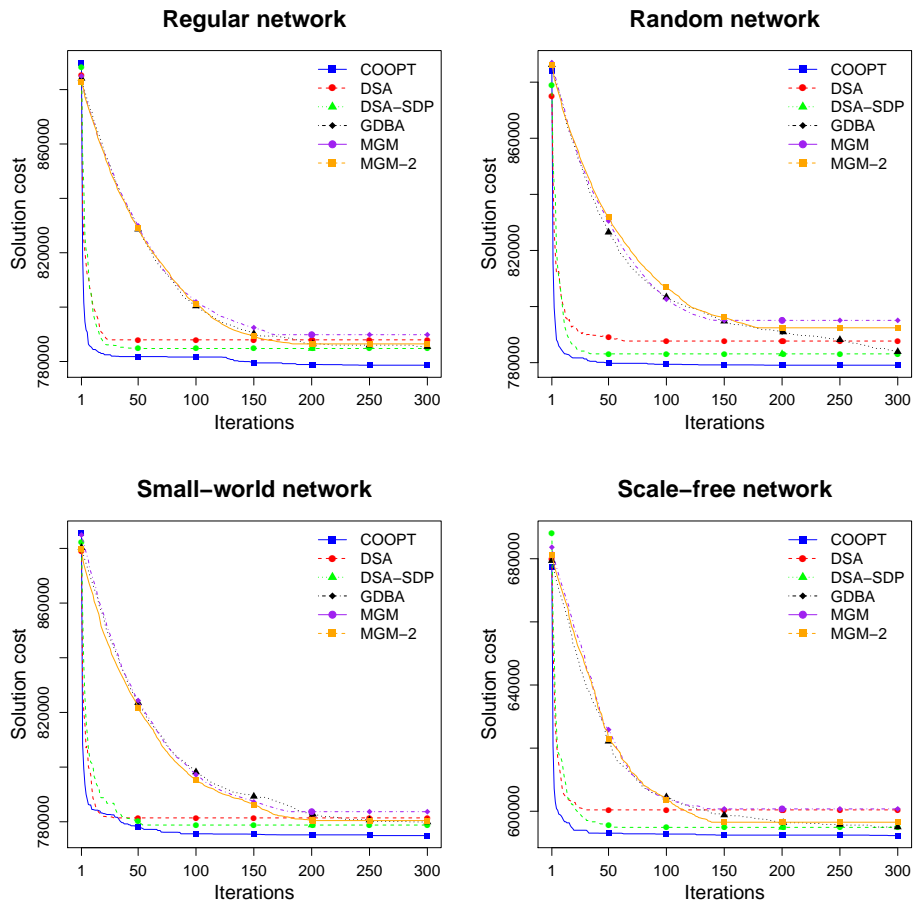 Regular network
Solution cost
780000
820000
860000
COOPT
DSA
DSA−SDP
GDBA
MGM
MGM−2
1 50 100 150 200 250 300
Iterations
Random network
Solution cost
780000
820000
860000
COOPT
DSA
DSA−SDP
GDBA
MGM
MGM−2
1 50 100 150 200 250 300
Iterations
Small−world network
Solution cost
780000
820000
860000
COOPT
DSA
DSA−SDP
GDBA
MGM
MGM−2
1 50 100 150 200 250 300
Iterations
Scale−free network
Solution cost
600000
640000
680000
COOPT
DSA
DSA−SDP
GDBA
MGM
MGM−2
1 50 100 150 200 250 300
Iterations